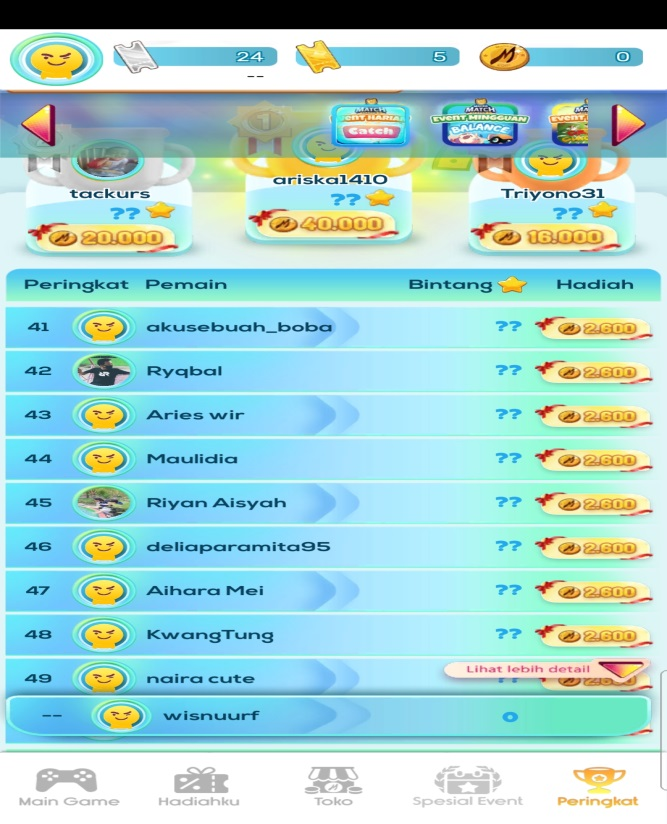 24 5 0
--
MATCH MATCH MA
EVENT HARIAN EVENT MINGGUAN EVENT
Catch BALANCE
1
tackurs ariska1410 Triyono31
?? ?? ??
20.000 40.000 16.000
Peringkat Pemain Bintang Hadiah
41 akusebuah_boba ?? 2.600
42 Ryqbal ?? 2.600
43 Aries wir ?? 2.600
44 Maulidia ?? 2.600
45 Riyan Aisyah ?? 2.600
46 deliaparamita95 ?? 2.600
47 Aihara Mei ?? 2.600
48 KwangTung ?? 2.600
Lihat lebih detail
49 naira cute
-- wisnuurf 0
Main Game Hadiahku Toko Spesial Event Peringkat